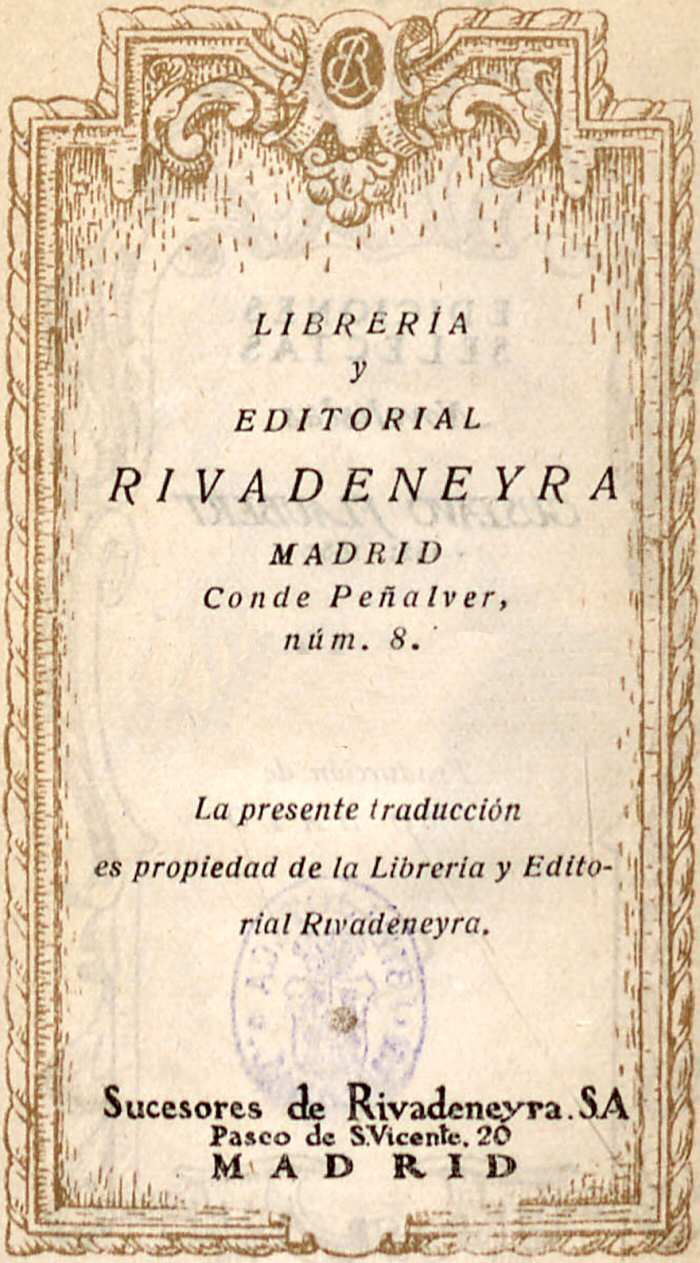 LIBRERÍA
y
EDITORIAL
RIVADENEYRA
MADRID
Conde Peñalver,
núm. 8.
La presente traducción
es propiedad de la Librería y Edito-
rial Rivadeneyra.
Sucesores de Rivadeneyra. SA
Paseo de S. Vicente, 20
MADRID